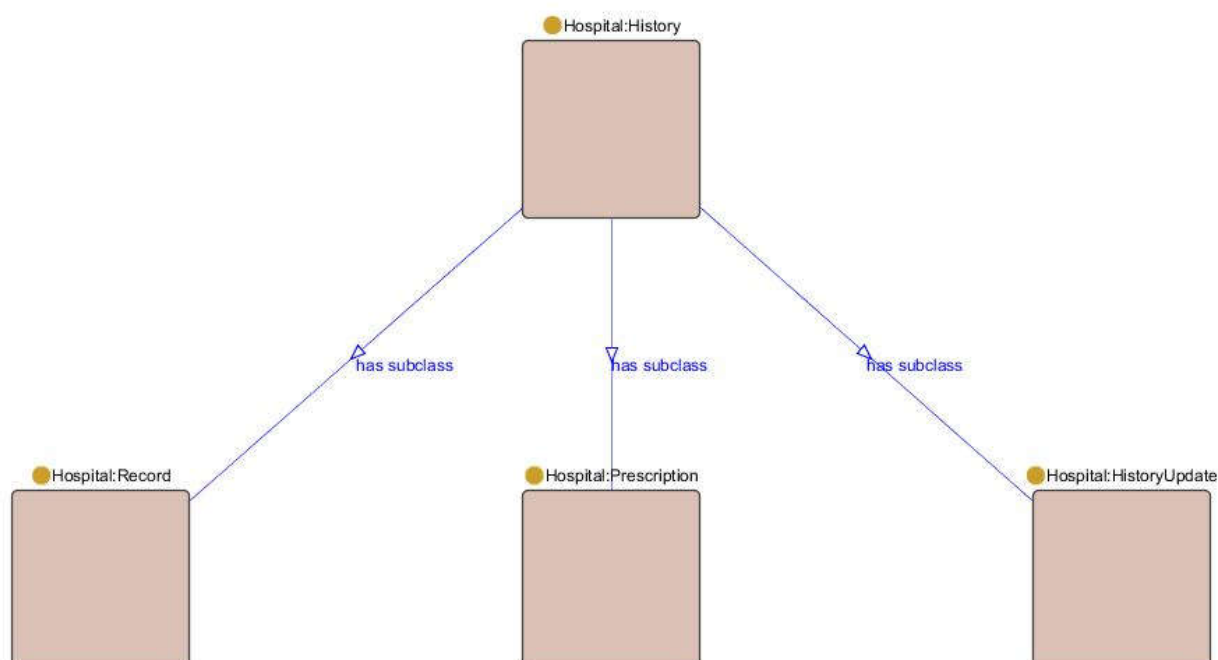 Hospital:History
has subclass
has subclass
has subclass
Hospital:Record
Hospital:Prescription
Hospital:HistoryUpdate